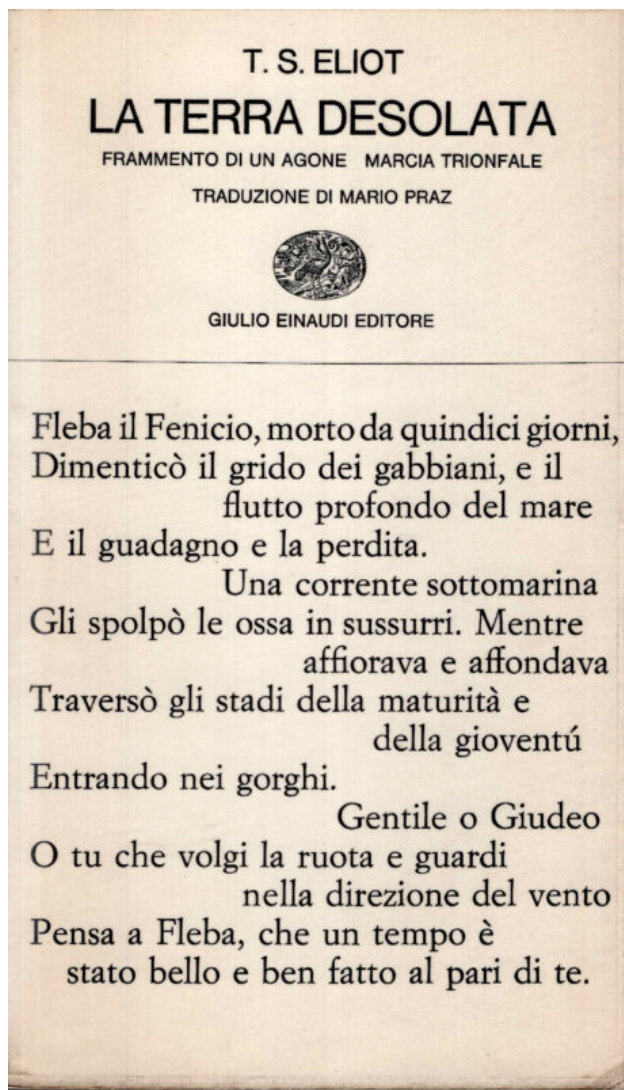 T. S. ELIOT
LA TERRA DESOLATA
FRAMMENTO DI UN AGONE MARCIA TRIONFALE
TRADUZIONE DI MARIO PRAZ
GIULIO EINAUDI EDITORE
Fleba il Fenicio, morto da quindici giorni,
Dimenticò il grido dei gabbiani, e il
flutto profondo del mare
E il guadagno e la perdita.
Una corrente sottomarina
Gli spolpò le ossa in sussurri. Mentre
affiorava e affondava
Traversò gli stadi della maturità e
della gioventú
Entrando nei gorghi.
Gentile o Giudeo
O tu che volgi la ruota e guardi
nella direzione del vento
Pensa a Fleba, che un tempo è
stato bello e ben fatto al pari di te.